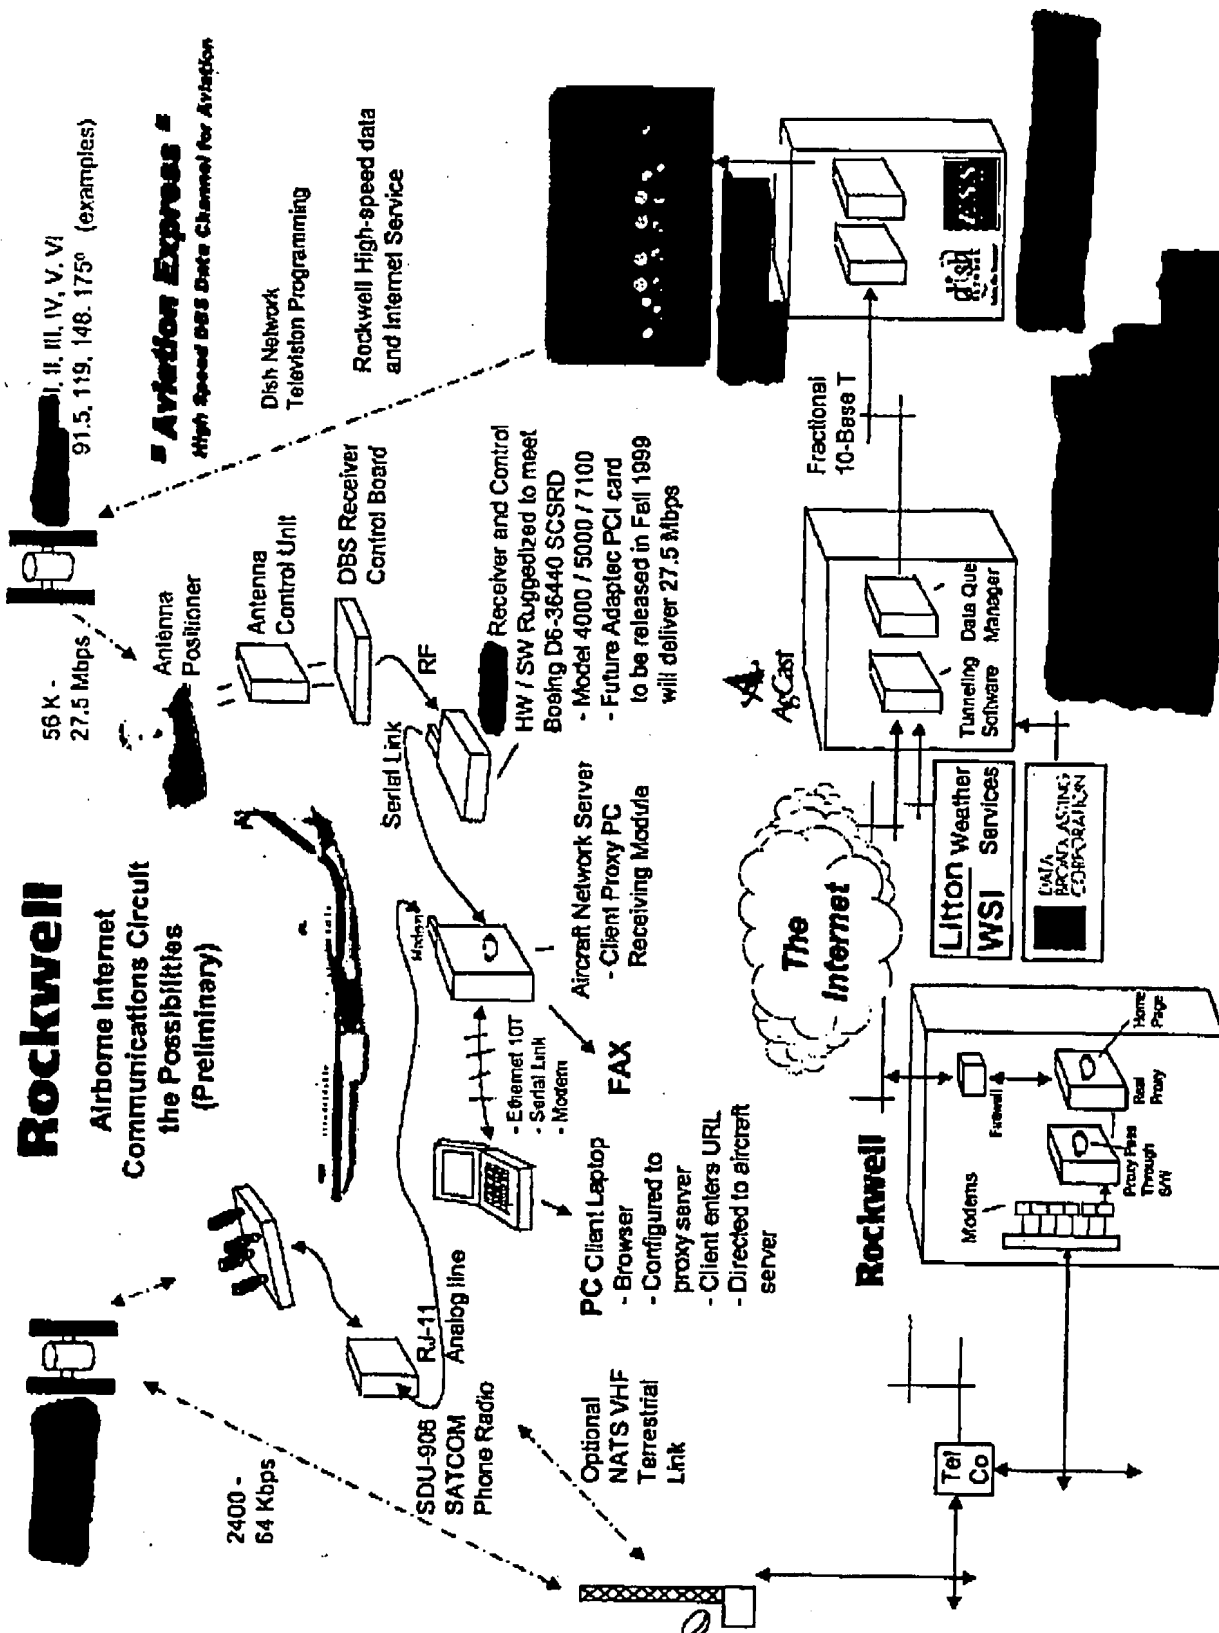 Rockwell
Airborne Internet
Communications Circuit
the Possibilities
(Preliminary)
I, II, III, IV, V, VI
91.5, 119, 148, 175⁰ (examples)
" Aviation Express "
High Speed DBS Data Channel for Aviation
56 K -
27.5 Mbps
Antenna
Positioner
Antenna
Control Unit
DBS Receiver
Control Board
Dish Network
Television Programming
Rockwell High-speed data
and Internet Service
2400 -
64 Kbps
SDU-906
SATCOM
Phone Radio
RJ-11
Analog line
Modem
Serial Link
RF
Receiver and Control
HW / SW Ruggedized to meet
Boeing D6-36440 SCSRD
- Model 4000 / 5000 / 7100
- Future Adaptec PCI card
to be released in Fall 1999
will deliver 27.5 Mbps
- Ethernet 10T
- Serial Link
- Modem
Aircraft Network Server
- Client Proxy PC
Receiving Module
FAX
PC Client Laptop
- Browser
- Configured to
proxy server
- Client enters URL
- Directed to aircraft
server
Optional
NATS VHF
Terrestrial
Link
The
Internet
AgCast
Fractional
10-Base T
dish
Tunneling
Software
Data Que
Manager
Litton Weather
WSI Services
DATA
BROADCASTING
CORPORATION
Rockwell
Modems
Firewall
Proxy Pass
Through
S/W
Real
Proxy
Home
Page
Tel
Co